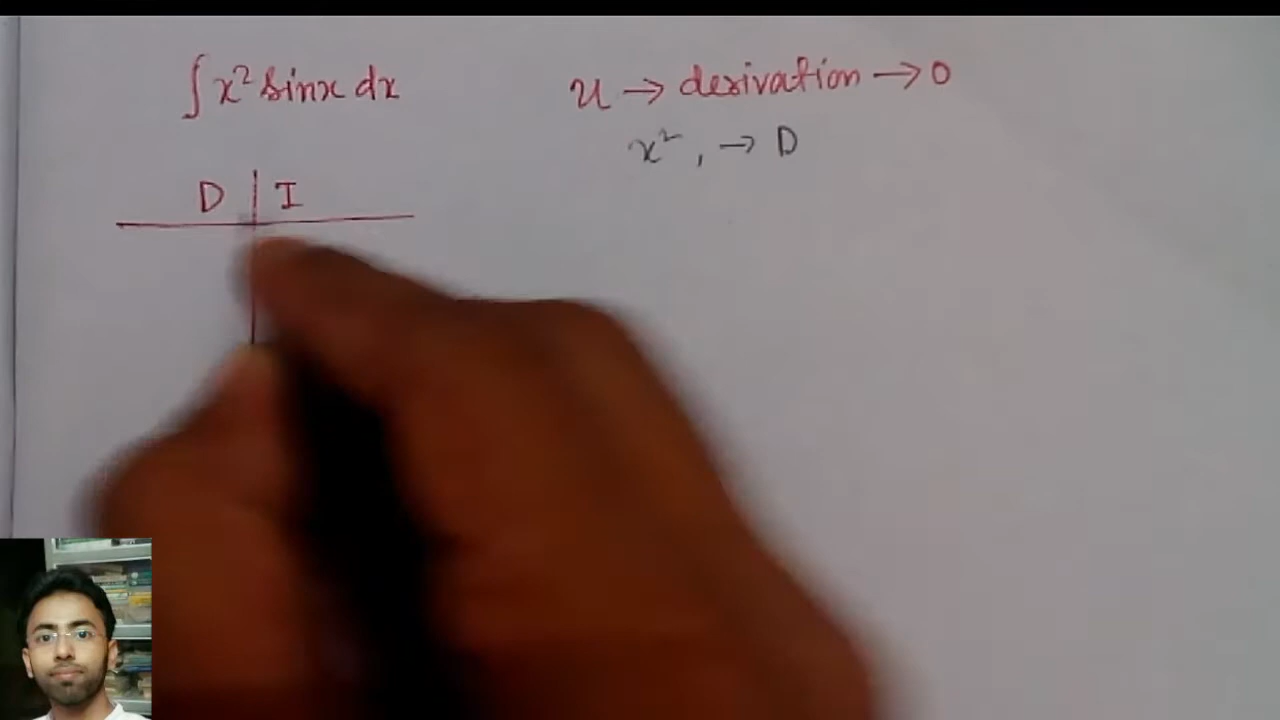 ∫x² sinx dx
u → derivation → 0
x², → D
D | I